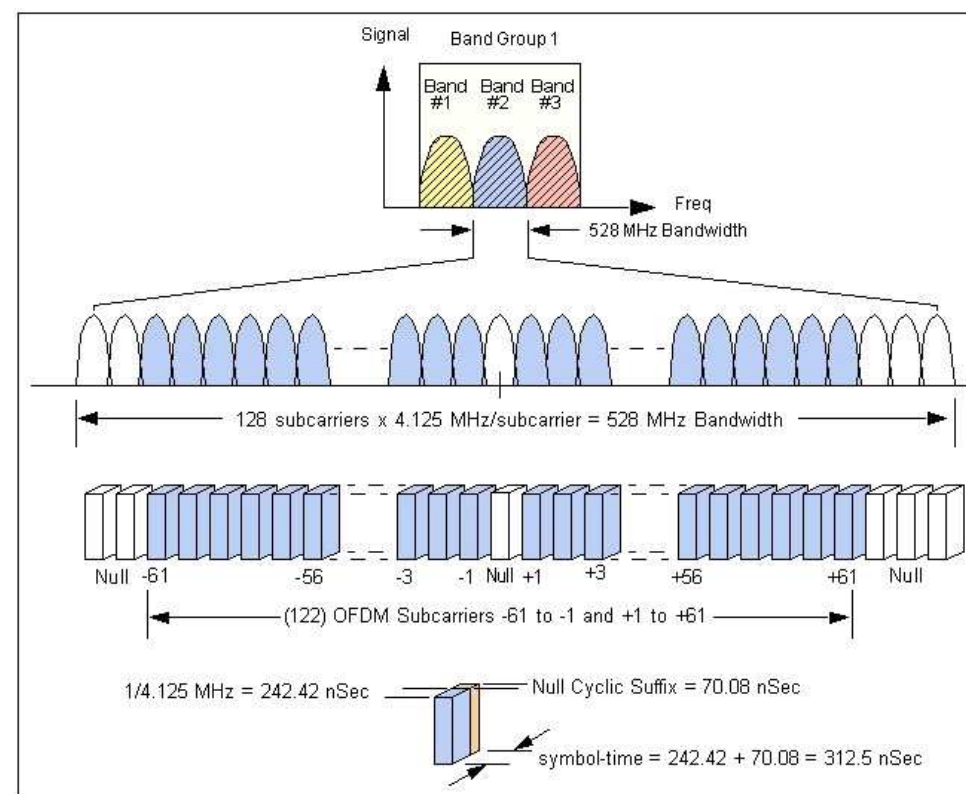 Signal
Band Group 1
Band #1
Band #2
Band #3
Freq
528 MHz Bandwidth
128 subcarriers x 4.125 MHz/subcarrier = 528 MHz Bandwidth
Null
-61
-56
-3
-1
Null
+1
+3
+56
+61
Null
(122) OFDM Subcarriers -61 to -1 and +1 to +61
1/4.125 MHz = 242.42 nSec
Null Cyclic Suffix = 70.08 nSec
symbol-time = 242.42 + 70.08 = 312.5 nSec